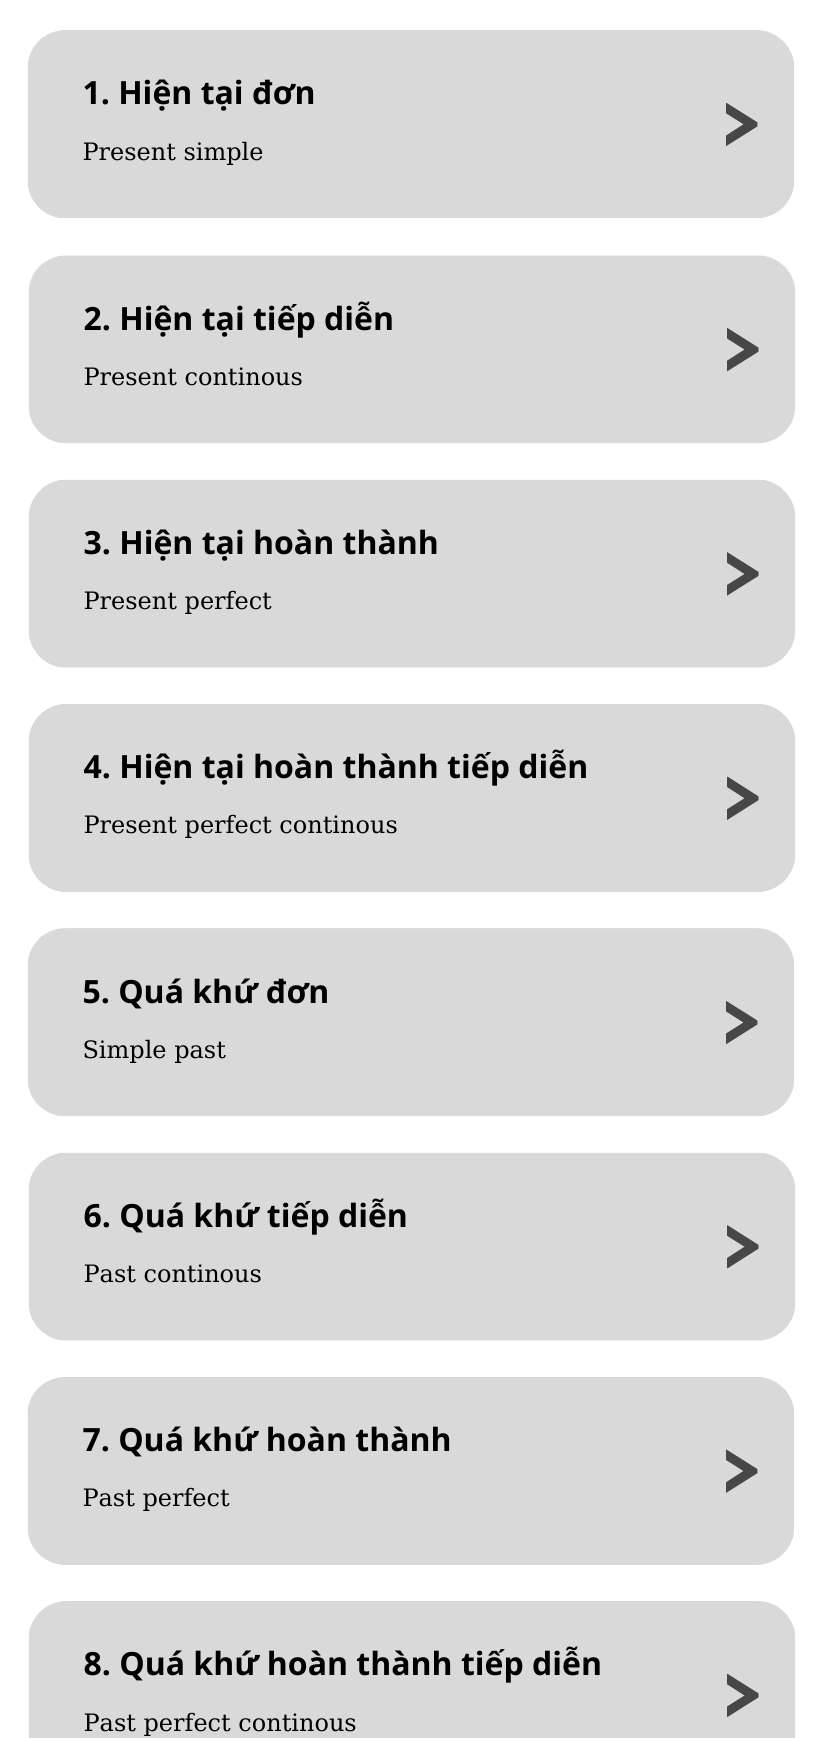 1. Hiện tại đơn
Present simple
2. Hiện tại tiếp diễn
Present continous
3. Hiện tại hoàn thành
Present perfect
4. Hiện tại hoàn thành tiếp diễn
Present perfect continous
5. Quá khứ đơn
Simple past
6. Quá khứ tiếp diễn
Past continous
7. Quá khứ hoàn thành
Past perfect
8. Quá khứ hoàn thành tiếp diễn
Past perfect continous